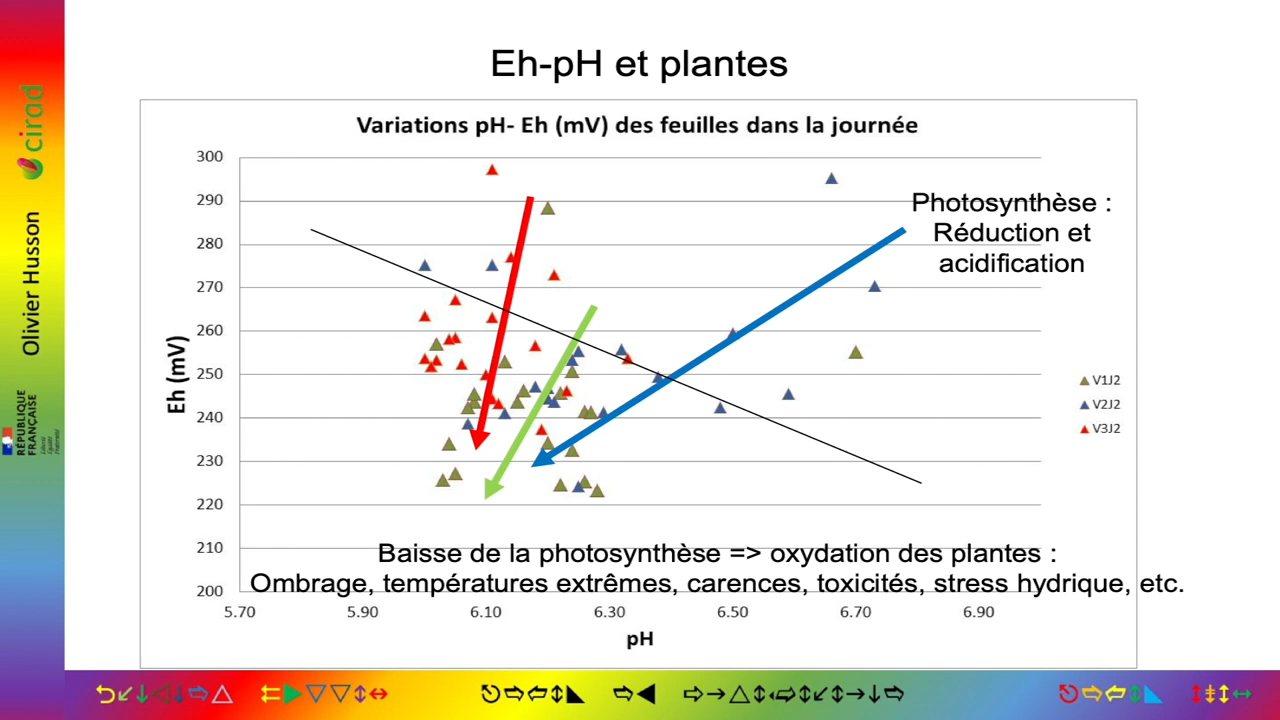 Eh-pH et plantes
Variations pH- Eh (mV) des feuilles dans la journée
300
290
280
270
260
250
240
230
220
210
200
Eh (mV)
5.70
5.90
6.10
6.30
6.50
6.70
6.90
pH
Photosynthèse :
Réduction et
acidification
V1J2
V2J2
V3J2
Baisse de la photosynthèse => oxydation des plantes :
Ombrage, températures extrêmes, carences, toxicités, stress hydrique, etc.
cirad
Olivier Husson
RÉPUBLIQUE
FRANÇAISE